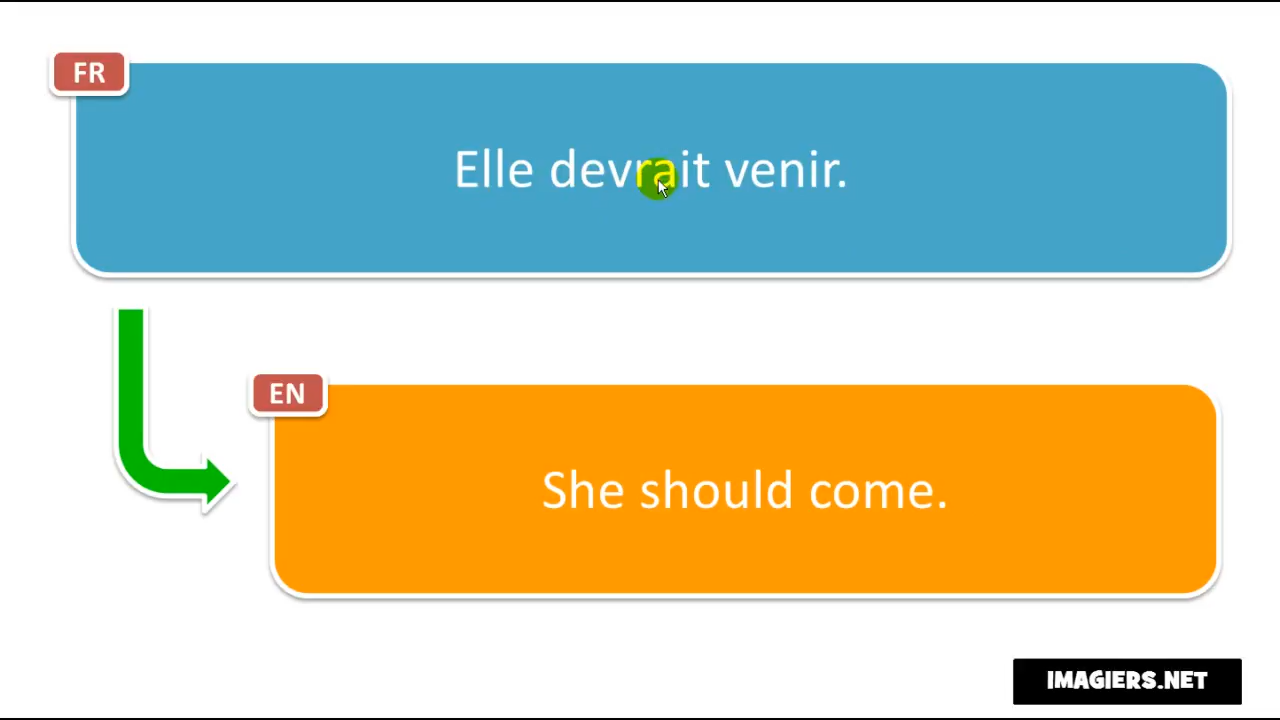 FR
Elle devrait venir.
EN
She should come.
IMAGIERS.NET